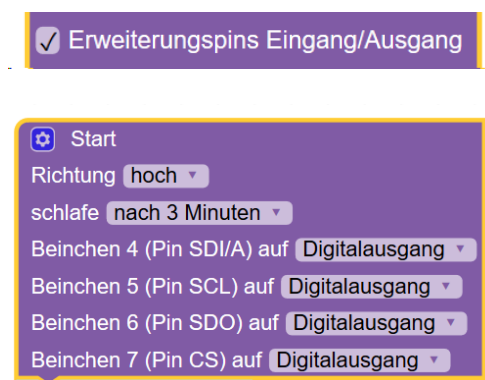 Erweiterungspins Eingang/Ausgang
Start
Richtung hoch
schlafe nach 3 Minuten
Beinchen 4 (Pin SDI/A) auf Digitalausgang
Beinchen 5 (Pin SCL) auf Digitalausgang
Beinchen 6 (Pin SDO) auf Digitalausgang
Beinchen 7 (Pin CS) auf Digitalausgang